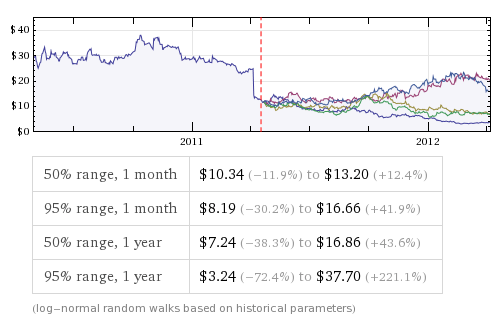 $40
$30
$20
$10
$0
2011 2012
50% range, 1 month $10.34 (−11.9%) to $13.20 (+12.4%)
95% range, 1 month $8.19 (−30.2%) to $16.66 (+41.9%)
50% range, 1 year $7.24 (−38.3%) to $16.86 (+43.6%)
95% range, 1 year $3.24 (−72.4%) to $37.70 (+221.1%)
(log−normal random walks based on historical parameters)